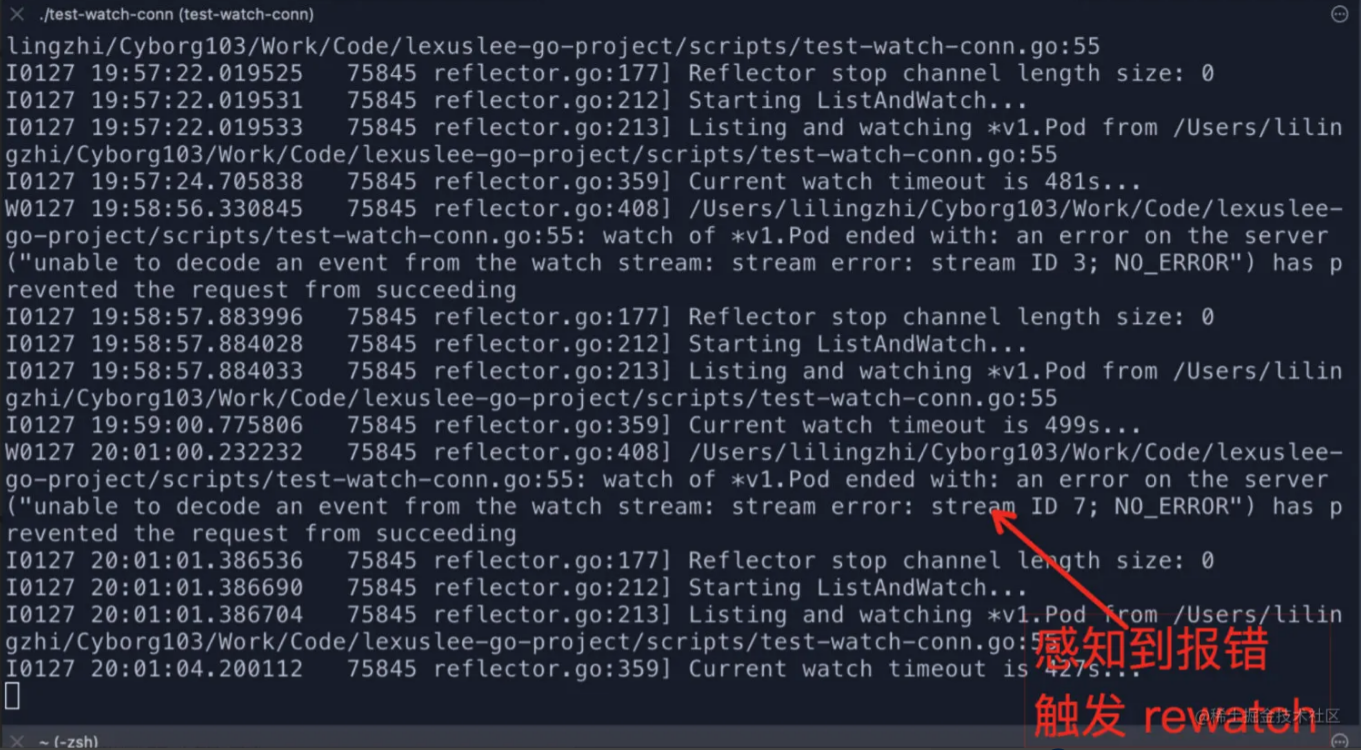 ./test-watch-conn (test-watch-conn)
lingzhi/Cyborg103/Work/Code/lexuslee-go-project/scripts/test-watch-conn.go:55
I0127 19:57:22.019525   75845 reflector.go:177] Reflector stop channel length size: 0
I0127 19:57:22.019531   75845 reflector.go:212] Starting ListAndWatch...
I0127 19:57:22.019533   75845 reflector.go:213] Listing and watching *v1.Pod from /Users/lilin
gzhi/Cyborg103/Work/Code/lexuslee-go-project/scripts/test-watch-conn.go:55
I0127 19:57:24.705838   75845 reflector.go:359] Current watch timeout is 481s...
W0127 19:58:56.330845   75845 reflector.go:408] /Users/lilingzhi/Cyborg103/Work/Code/lexuslee-
go-project/scripts/test-watch-conn.go:55: watch of *v1.Pod ended with: an error on the server
("unable to decode an event from the watch stream: stream error: stream ID 3; NO_ERROR") has p
revented the request from succeeding
I0127 19:58:57.883996   75845 reflector.go:177] Reflector stop channel length size: 0
I0127 19:58:57.884028   75845 reflector.go:212] Starting ListAndWatch...
I0127 19:58:57.884033   75845 reflector.go:213] Listing and watching *v1.Pod from /Users/lilin
gzhi/Cyborg103/Work/Code/lexuslee-go-project/scripts/test-watch-conn.go:55
I0127 19:59:00.775806   75845 reflector.go:359] Current watch timeout is 499s...
W0127 20:01:00.232232   75845 reflector.go:408] /Users/lilingzhi/Cyborg103/Work/Code/lexuslee-
go-project/scripts/test-watch-conn.go:55: watch of *v1.Pod ended with: an error on the server
("unable to decode an event from the watch stream: stream error: stream ID 7; NO_ERROR") has p
revented the request from succeeding
I0127 20:01:01.386536   75845 reflector.go:177] Reflector stop channel length size: 0
I0127 20:01:01.386690   75845 reflector.go:212] Starting ListAndWatch...
I0127 20:01:01.386704   75845 reflector.go:213] Listing and watching *v1.Pod from /Users/lilin
gzhi/Cyborg103/Work/Code/lexuslee-go-project/scripts/test-watch-conn.go:55
I0127 20:01:04.200112   75845 reflector.go:359] Current watch timeout is 427s...
感知到报错
触发 rewatch
@稀土掘金技术社区
~ (-zsh)